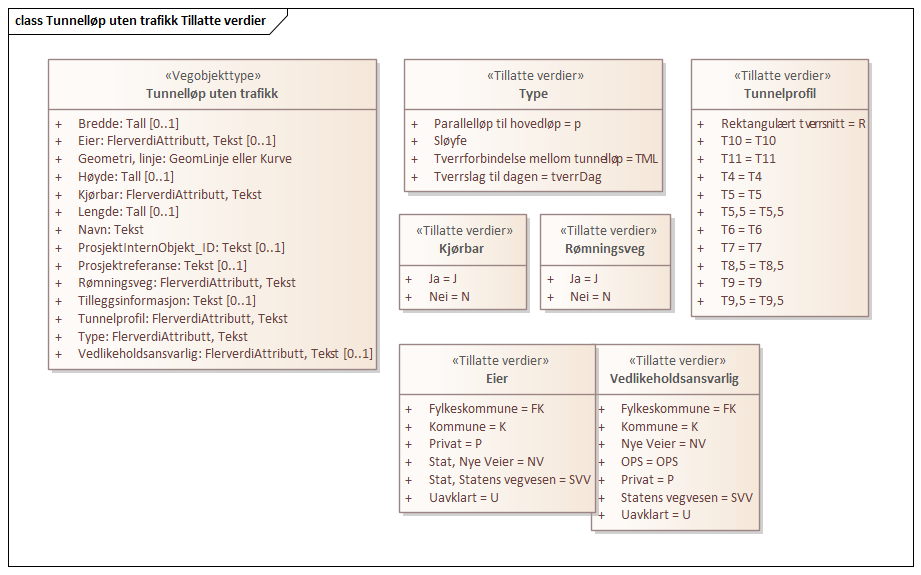 class Tunnelløp uten trafikk Tillatte verdier
«Vegobjekttype»
Tunnelløp uten trafikk
+ Bredde: Tall [0..1]
+ Eier: FlerverdiAttributt, Tekst [0..1]
+ Geometri, linje: GeomLinje eller Kurve
+ Høyde: Tall [0..1]
+ Kjørbar: FlerverdiAttributt, Tekst
+ Lengde: Tall [0..1]
+ Navn: Tekst
+ ProsjektInternObjekt_ID: Tekst [0..1]
+ Prosjektreferanse: Tekst [0..1]
+ Rømningsveg: FlerverdiAttributt, Tekst
+ Tilleggsinformasjon: Tekst [0..1]
+ Tunnelprofil: FlerverdiAttributt, Tekst
+ Type: FlerverdiAttributt, Tekst
+ Vedlikeholdsansvarlig: FlerverdiAttributt, Tekst [0..1]
«Tillatte verdier»
Type
+ Paralleløp til hovedløp = p
+ Sløyfe
+ Tverrforbindelse mellom tunnelløp = TML
+ Tverrslag til dagen = tverrDag
«Tillatte verdier»
Tunnelprofil
+ Rektangulært tverrsnitt = R
+ T10 = T10
+ T11 = T11
+ T4 = T4
+ T5 = T5
+ T5,5 = T5,5
+ T6 = T6
+ T7 = T7
+ T8,5 = T8,5
+ T9 = T9
+ T9,5 = T9,5
«Tillatte verdier»
Kjørbar
+ Ja = J
+ Nei = N
«Tillatte verdier»
Rømningsveg
+ Ja = J
+ Nei = N
«Tillatte verdier»
Eier
+ Fylkeskommune = FK
+ Kommune = K
+ Privat = P
+ Stat, Nye Veier = NV
+ Stat, Statens vegvesen = SVV
+ Uavklart = U
«Tillatte verdier»
Vedlikeholdsansvarlig
+ Fylkeskommune = FK
+ Kommune = K
+ Nye Veier = NV
+ OPS = OPS
+ Privat = P
+ Statens vegvesen = SVV
+ Uavklart = U